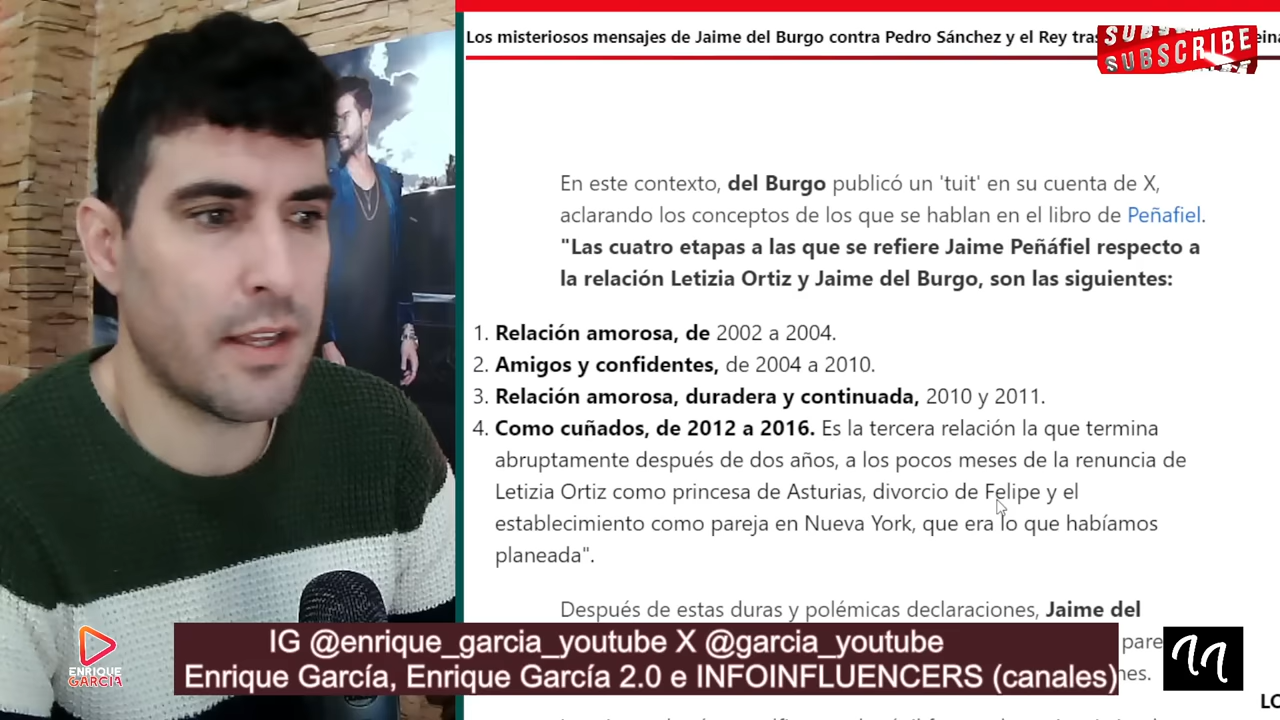 Los misteriosos mensajes de Jaime del Burgo contra Pedro Sánchez y el Rey tras
SUBSCRIBE
En este contexto, del Burgo publicó un 'tuit' en su cuenta de X,
aclarando los conceptos de los que se hablan en el libro de Peñafiel.
"Las cuatro etapas a las que se refiere Jaime Peñáfiel respecto a
la relación Letizia Ortiz y Jaime del Burgo, son las siguientes:
1. Relación amorosa, de 2002 a 2004.
2. Amigos y confidentes, de 2004 a 2010.
3. Relación amorosa, duradera y continuada, 2010 y 2011.
4. Como cuñados, de 2012 a 2016. Es la tercera relación la que termina
abruptamente después de dos años, a los pocos meses de la renuncia de
Letizia Ortiz como princesa de Asturias, divorcio de Felipe y el
establecimiento como pareja en Nueva York, que era lo que habíamos
planeada".
Después de estas duras y polémicas declaraciones, Jaime del
IG @enrique_garcia_youtube X @garcia_youtube
Enrique García, Enrique García 2.0 e INFOINFLUENCERS (canales)
ENRIQUE
GARCÍA